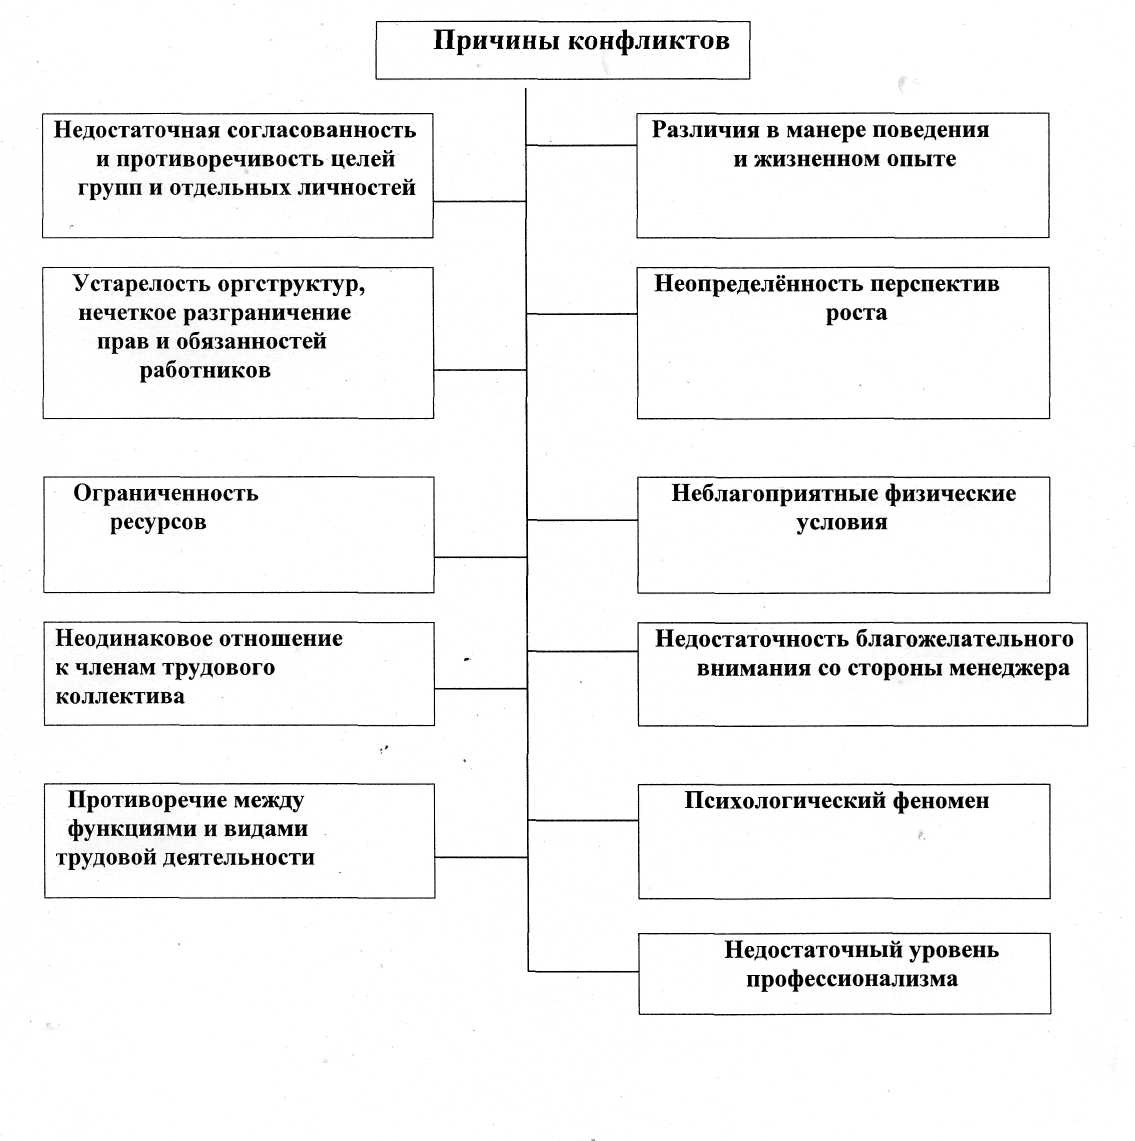 Причины конфликтов
Недостаточная согласованность
и противоречивость целей
групп и отдельных личностей
Различия в манере поведения
и жизненном опыте
Устарелость оргструктур,
нечеткое разграничение
прав и обязанностей
работников
Неопределённость перспектив
роста
Ограниченность
ресурсов
Неблагоприятные физические
условия
Неодинаковое отношение
к членам трудового
коллектива
Недостаточность благожелательного
внимания со стороны менеджера
Противоречие между
функциями и видами
трудовой деятельности
Психологический феномен
Недостаточный уровень
профессионализма